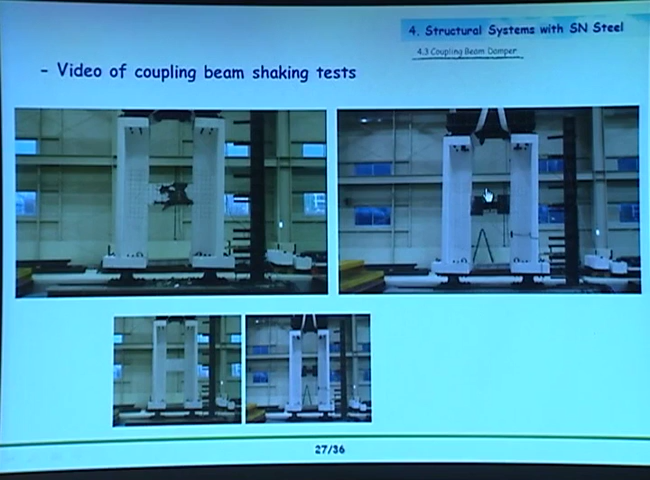 4. Structural Systems with SN Steel
4.3 Coupling Beam Damper
- Video of coupling beam shaking tests
27/36